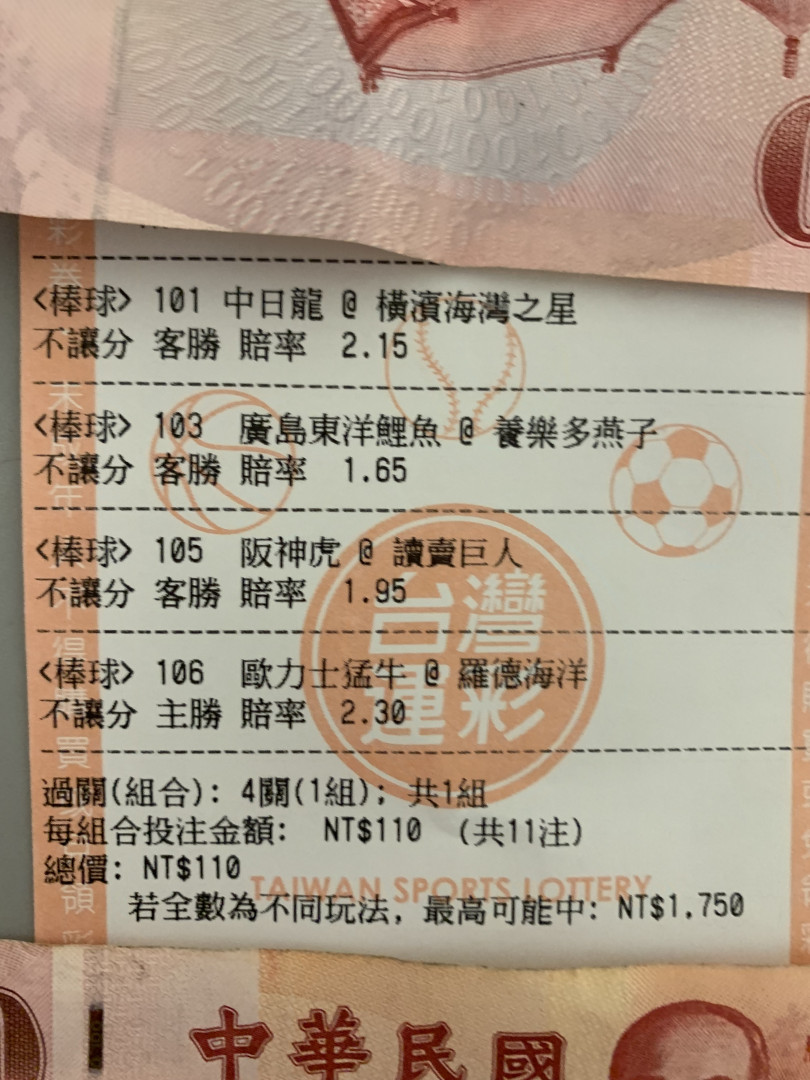 <棒球> 101 中日龍 @ 橫濱海灣之星
不讓分 客勝 賠率 2.15
<棒球> 103 廣島東洋鯉魚 @ 養樂多燕子
不讓分 客勝 賠率 1.65
<棒球> 105 阪神虎 @ 讀賣巨人
不讓分 客勝 賠率 1.95
<棒球> 106 歐力士猛牛 @ 羅德海洋
不讓分 主勝 賠率 2.30
台灣
運彩
過關(組合): 4關(1組); 共1組
每組合投注金額: NT$110 (共11注)
總價: NT$110
TAIWAN SPORTS LOTTERY
若全數為不同玩法, 最高可能中: NT$1,750
中華民國